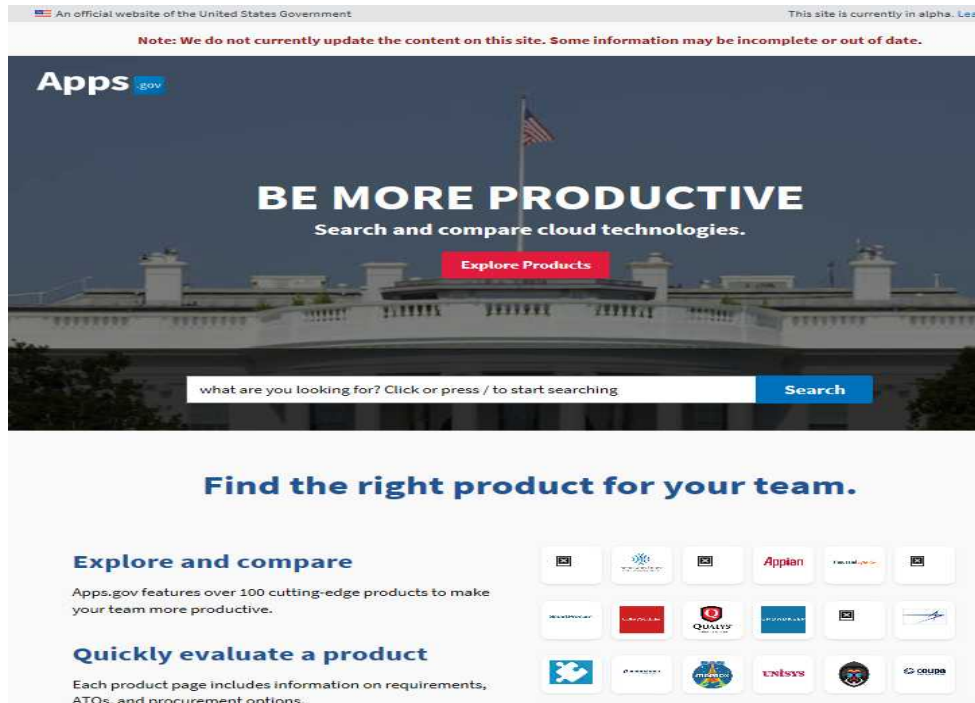 An official website of the United States Government
This site is currently in alpha. Lea
Note: We do not currently update the content on this site. Some information may be incomplete or out of date.
Apps .gov
BE MORE PRODUCTIVE
Search and compare cloud technologies.
Explore Products
what are you looking for? Click or press / to start searching
Search
Find the right product for your team.
Explore and compare
Apps.gov features over 100 cutting-edge products to make
your team more productive.
Appian
QUALYS
Quickly evaluate a product
Each product page includes information on requirements,
ATOs, and procurement options.
UNISYS
coupa